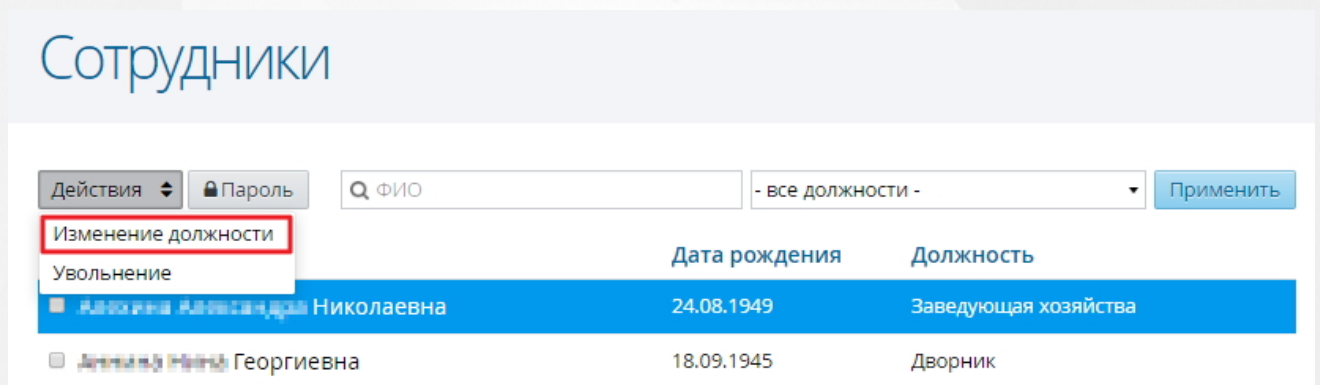 Сотрудники
Действия Пароль ФИО - все должности - Применить
Изменение должности
Увольнение
Дата рождения Должность
Николаевна 24.08.1949 Заведующая хозяйства
Георгиевна 18.09.1945 Дворник